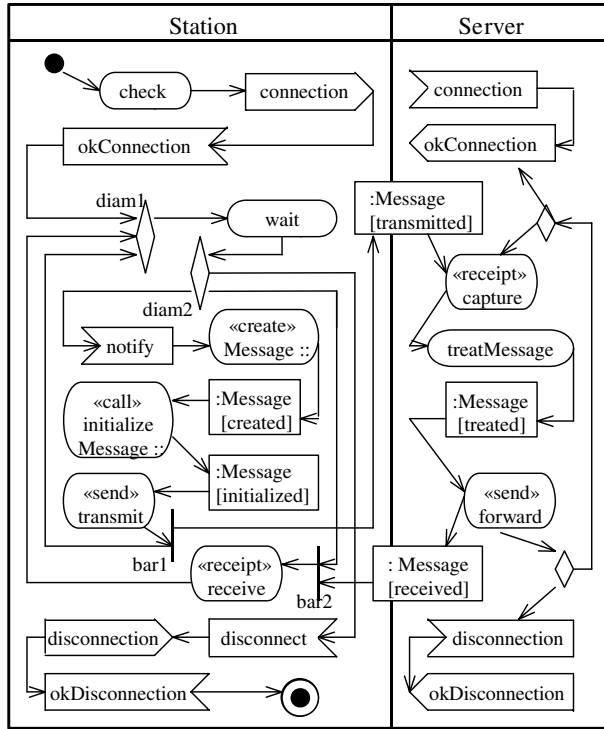 Station
Server
check
connection
connection
okConnection
okConnection
diam1
wait
:Message
[transmitted]
«receipt»
capture
diam2
notify
«create»
Message ::
treatMessage
«call»
initialize
Message ::
:Message
[created]
:Message
[treated]
:Message
[initialized]
«send»
transmit
«send»
forward
bar1
«receipt»
receive
bar2
: Message
[received]
disconnection
disconnect
disconnection
okDisconnection
okDisconnection